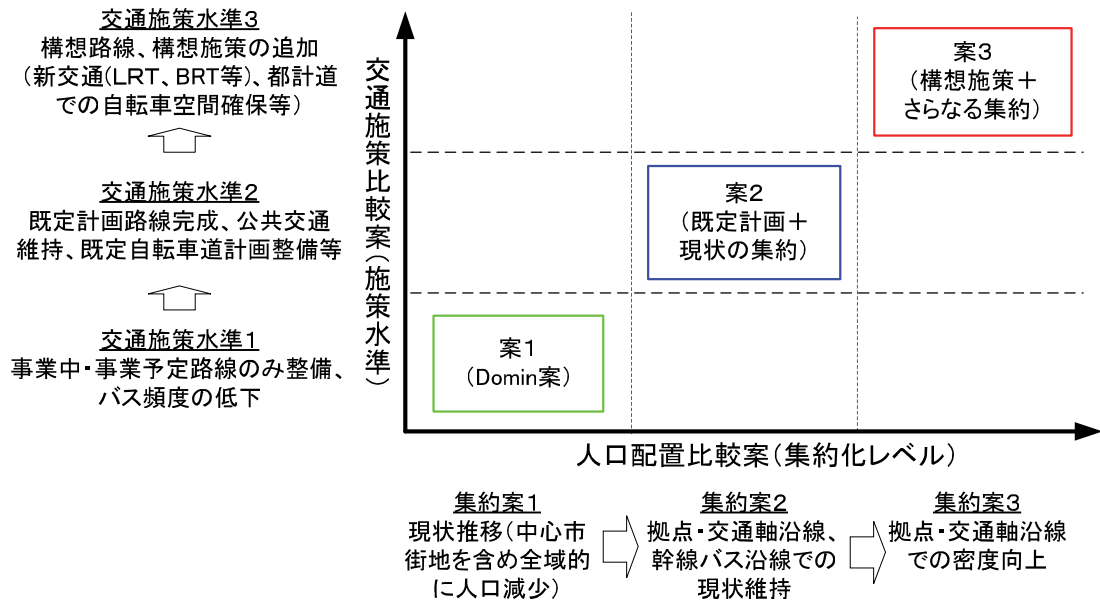 交通施策水準3
構想路線、構想施策の追加
(新交通(LRT、BRT等)、都計道
での自転車空間確保等)
交通施策水準2
既定計画路線完成、公共交通
維持、既定自転車道計画整備等
交通施策水準1
事業中・事業予定路線のみ整備、
バス頻度の低下
交通施策比較案(施策水準)
案3
(構想施策+
さらなる集約)
案2
(既定計画+
現状の集約)
案1
(Domin案)
人口配置比較案(集約化レベル)
集約案1
現状推移(中心市
街地を含め全域的
に人口減少)
集約案2
拠点・交通軸沿線、
幹線バス沿線での
現状維持
集約案3
拠点・交通軸沿線
での密度向上